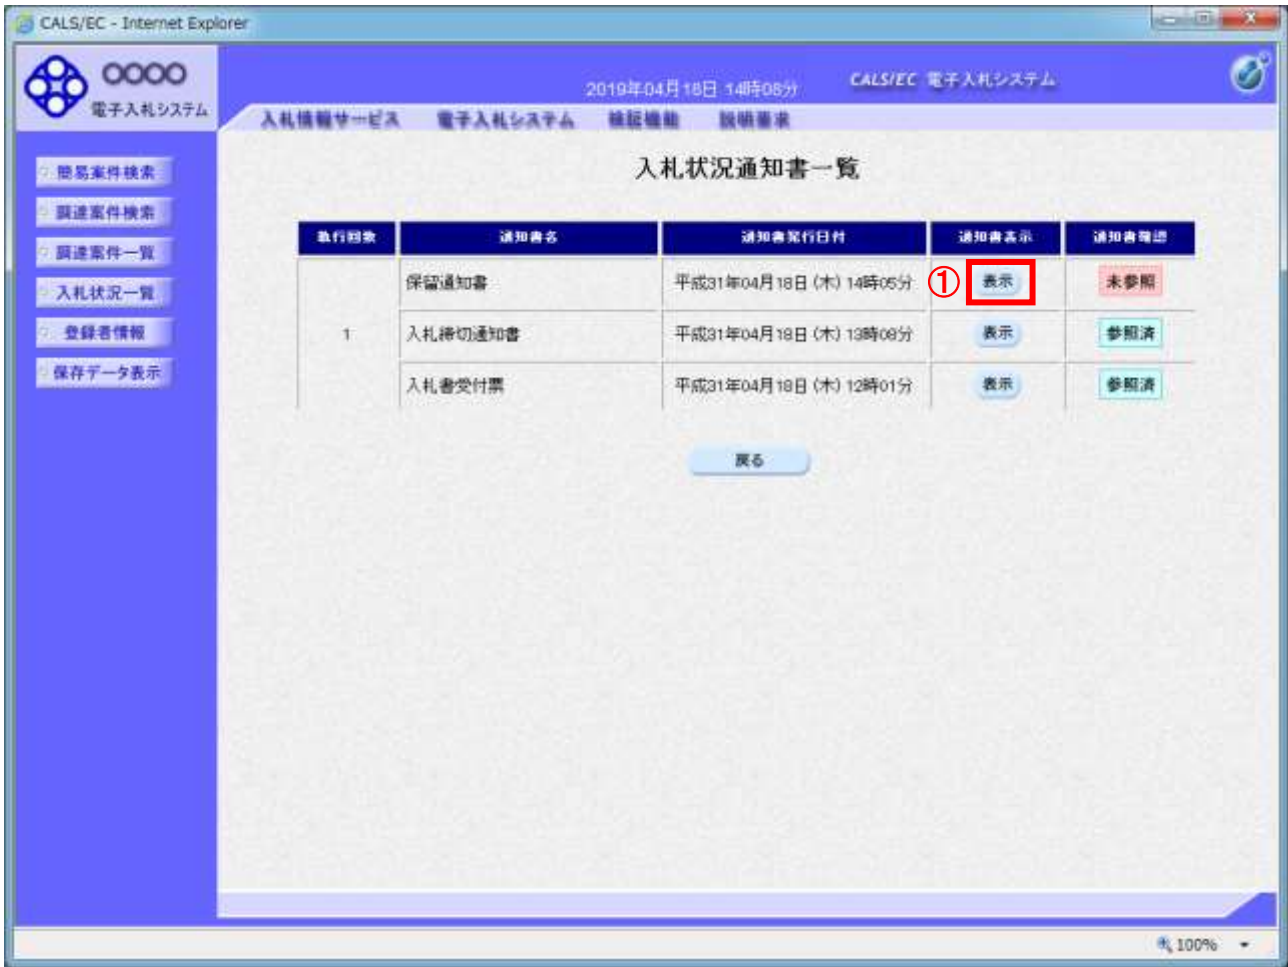 CALS/EC - Internet Explorer
OOOO
電子入札システム
2019年04月18日 14時08分
CALS/EC 電子入札システム
入札情報サービス 電子入札システム 検証機能 説明要求
簡易案件検索
調達案件検索
調達案件一覧
入札状況一覧
登録者情報
保存データ表示
入札状況通知書一覧
執行回数 通知書名 通知書発行日付 通知書表示 通知書確認
保留通知書 平成31年04月18日(木) 14時05分 ① 表示 未参照
1 入札締切通知書 平成31年04月18日(木) 13時08分 表示 参照済
入札書受付票 平成31年04月18日(木) 12時01分 表示 参照済
戻る
100%